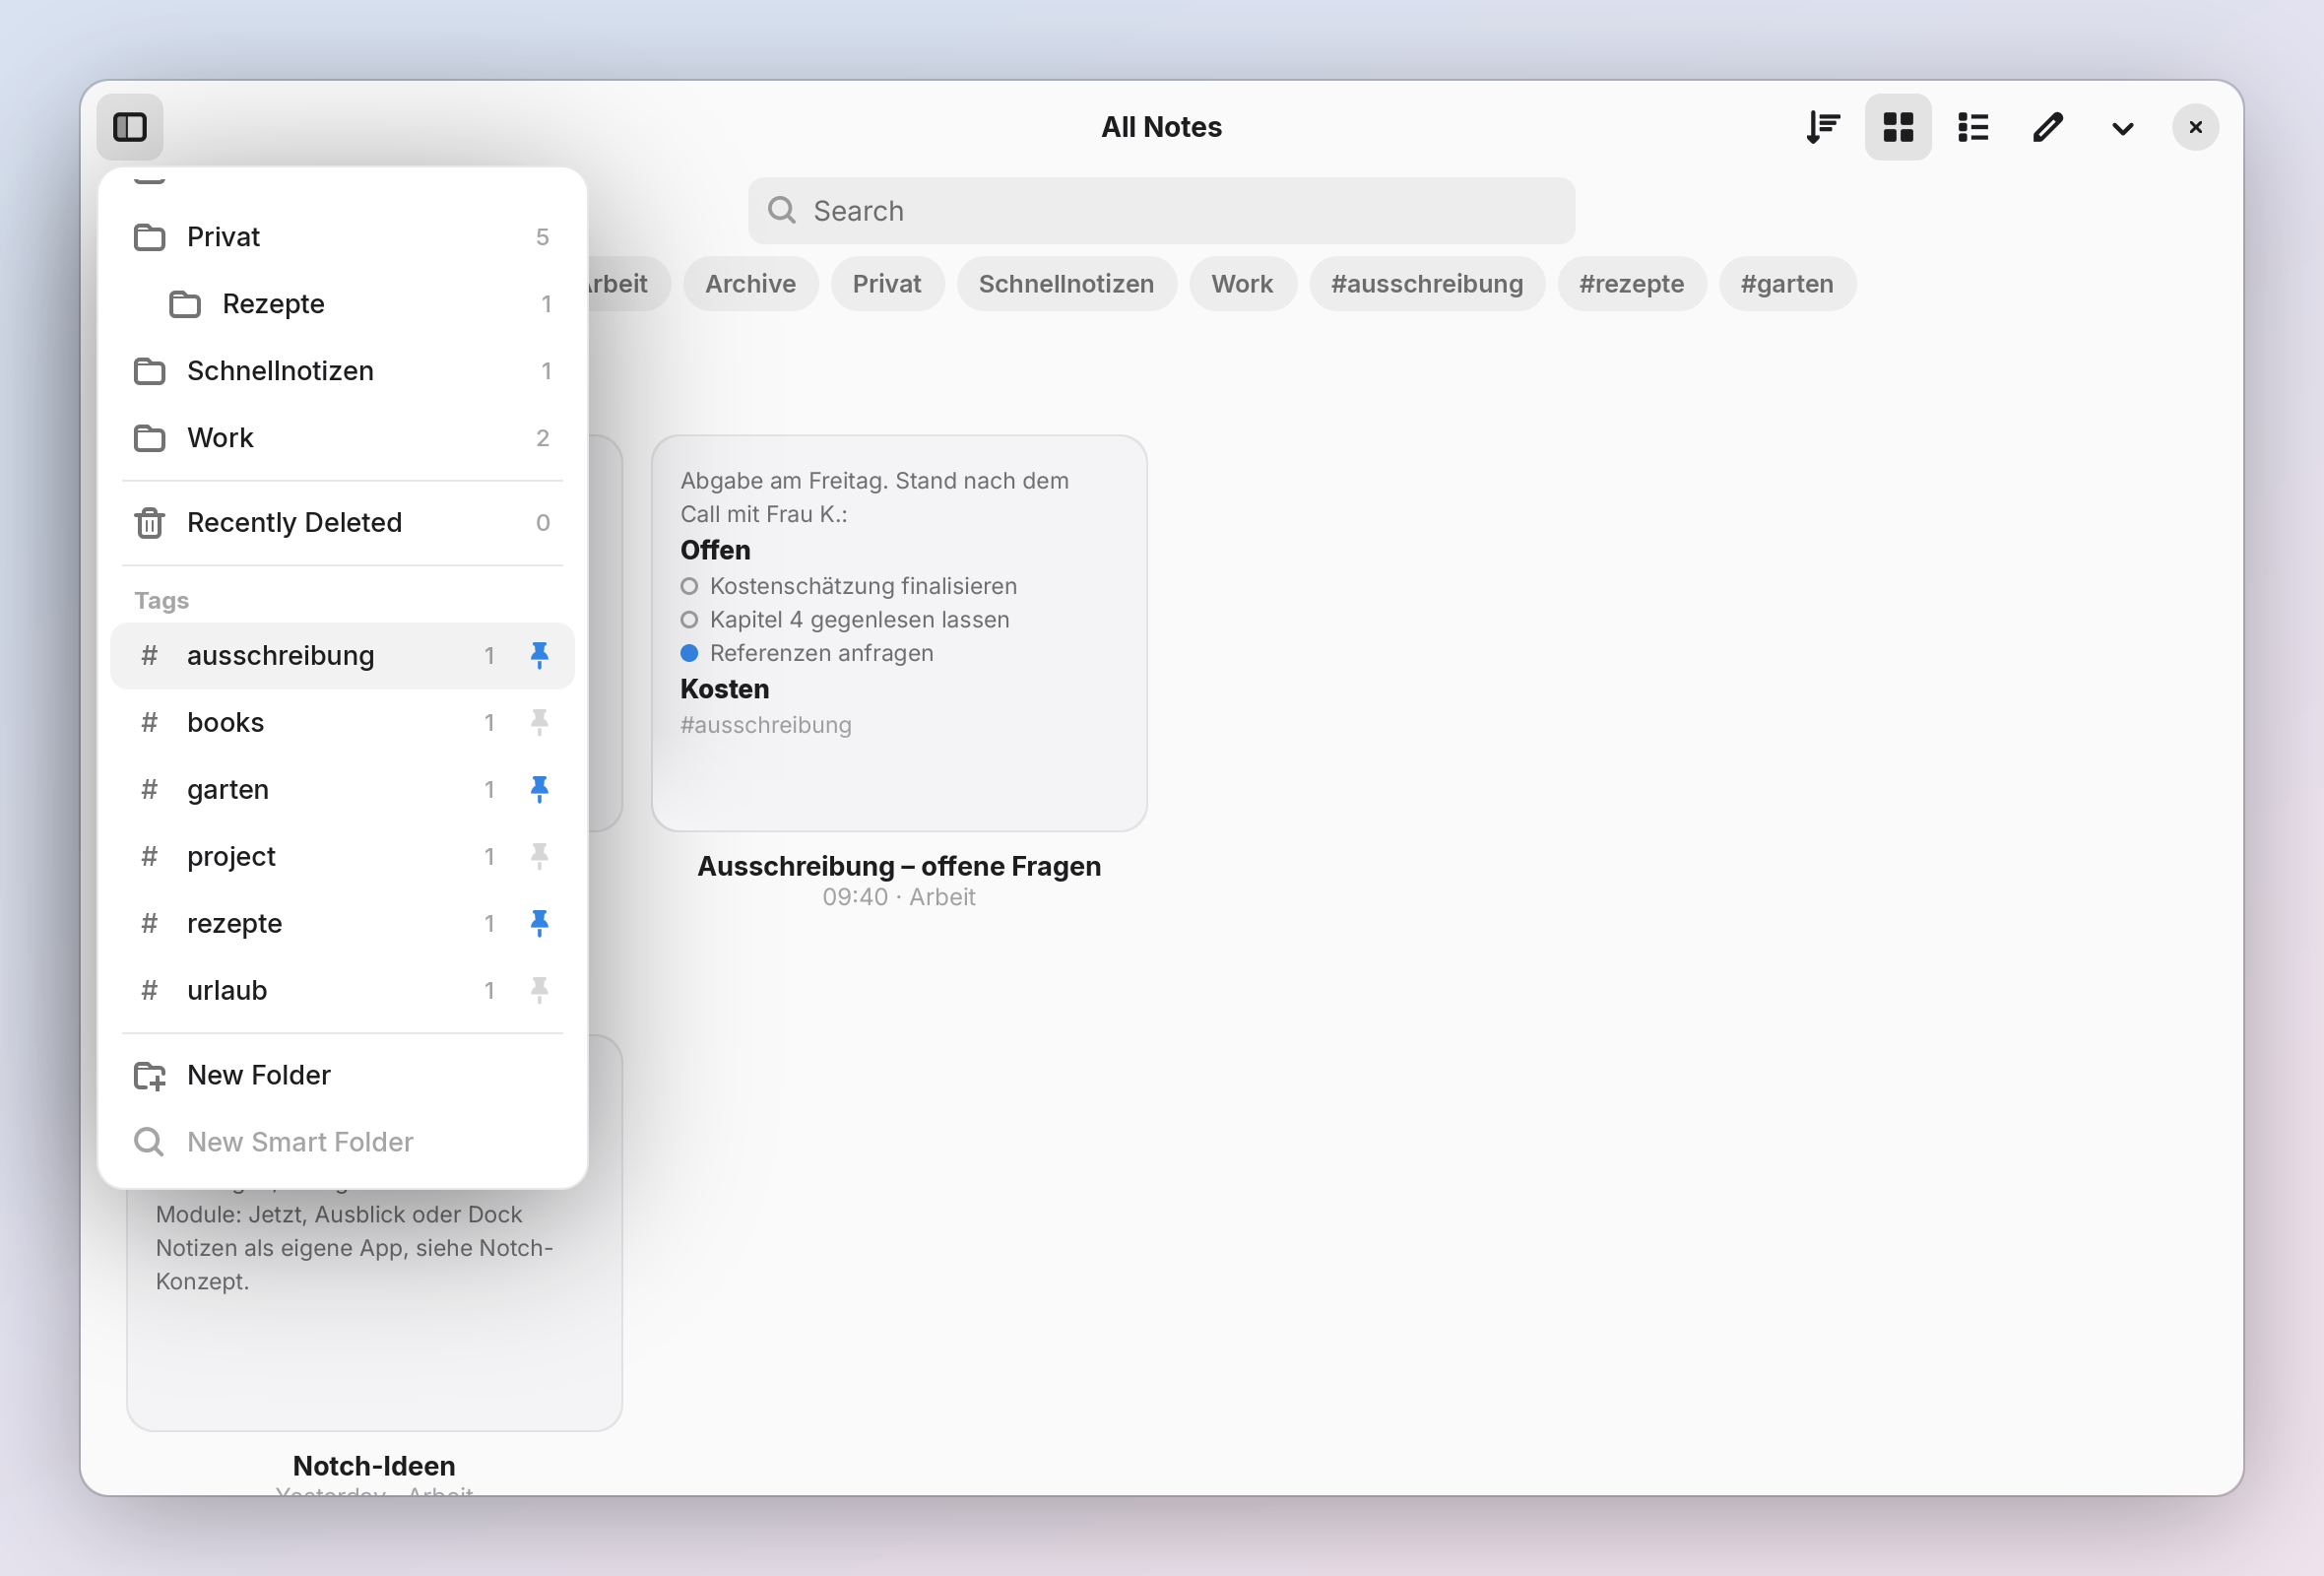 All Notes
Search
Arbeit
Archive
Privat
Schnellnotizen
Work
#ausschreibung
#rezepte
#garten
Privat 5
Rezepte 1
Schnellnotizen 1
Work 2
Recently Deleted 0
Tags
# ausschreibung 1
# books 1
# garten 1
# project 1
# rezepte 1
# urlaub 1
New Folder
New Smart Folder
Abgabe am Freitag. Stand nach dem
Call mit Frau K.:
Offen
Kostenschätzung finalisieren
Kapitel 4 gegenlesen lassen
Referenzen anfragen
Kosten
#ausschreibung
Ausschreibung – offene Fragen
09:40 · Arbeit
Module: Jetzt, Ausblick oder Dock
Notizen als eigene App, siehe Notch-
Konzept.
Notch-Ideen
Yesterday · Arbeit